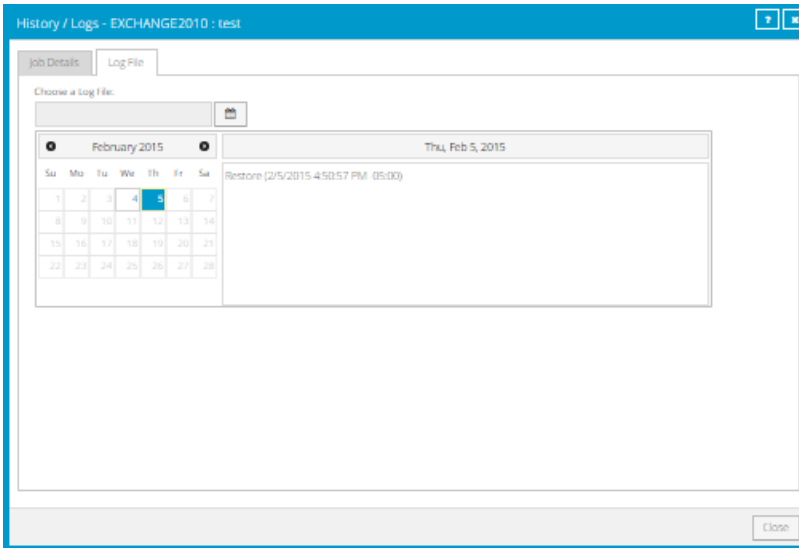 History / Logs - EXCHANGE2010 : test
?
Job Details Log File
Choose a Log File:
February 2015 Thu, Feb 5, 2015
Su Mo Tu We Th Fr Sa
Restore (2/5/2015 4:50:57 PM -05:00)
1 2 3 4 5 6 7
8 9 10 11 12 13 14
15 16 17 18 19 20 21
22 23 24 25 26 27 28
Close